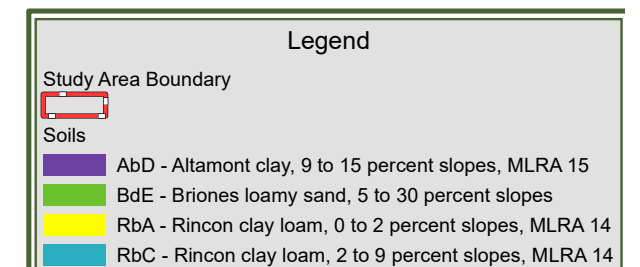 Legend
Study Area Boundary
Soils
AbD - Altamont clay, 9 to 15 percent slopes, MLRA 15
BdE - Briones loamy sand, 5 to 30 percent slopes
RbA - Rincon clay loam, 0 to 2 percent slopes, MLRA 14
RbC - Rincon clay loam, 2 to 9 percent slopes, MLRA 14